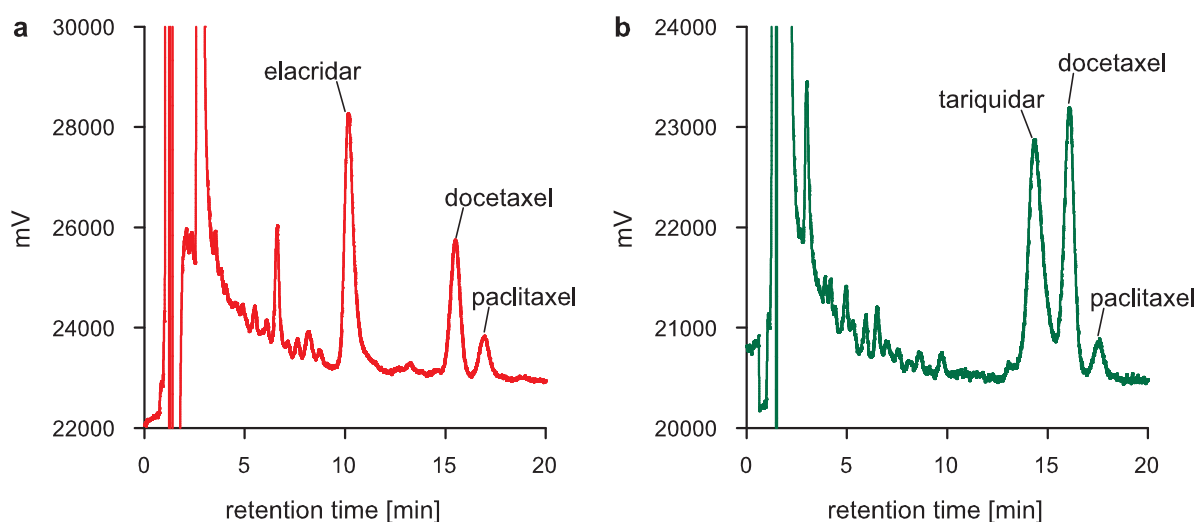 a
30000
28000
26000
24000
22000
mV
elacridar
docetaxel
paclitaxel
0 5 10 15 20
retention time [min]
b
24000
23000
22000
21000
20000
mV
docetaxel
tariquidar
paclitaxel
0 5 10 15 20
retention time [min]